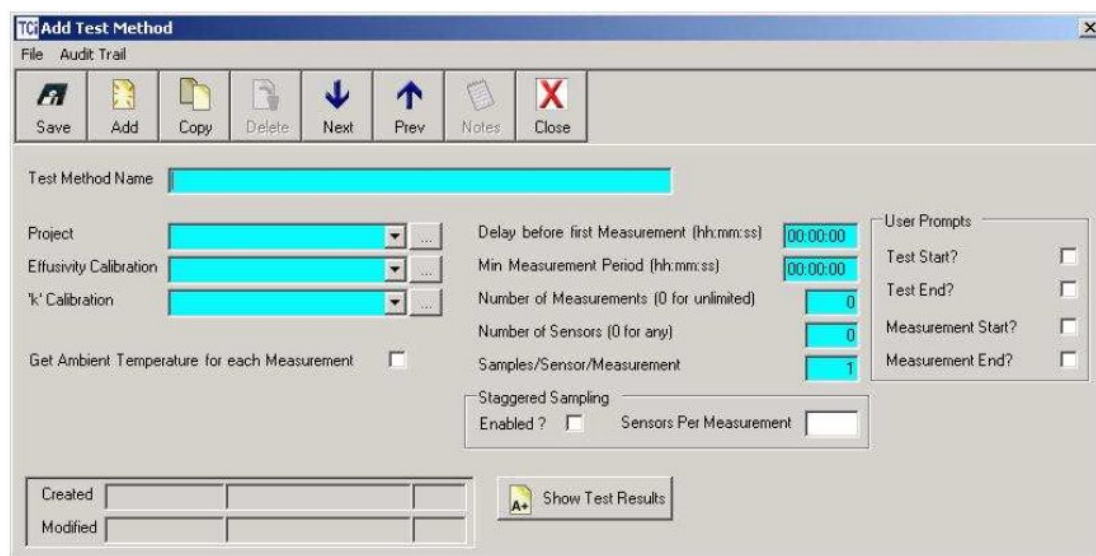 TCi Add Test Method
File Audit Trail
Save Add Copy Delete Next Prev Notes Close
Test Method Name
Project
Effusivity Calibration
'k' Calibration
Get Ambient Temperature for each Measurement
Delay before first Measurement (hh:mm:ss) 00:00:00
Min Measurement Period (hh:mm:ss) 00:00:00
Number of Measurements (0 for unlimited) 0
Number of Sensors (0 for any) 0
Samples/Sensor/Measurement 1
Staggered Sampling
Enabled ? Sensors Per Measurement
User Prompts
Test Start?
Test End?
Measurement Start?
Measurement End?
Created
Modified
A+ Show Test Results